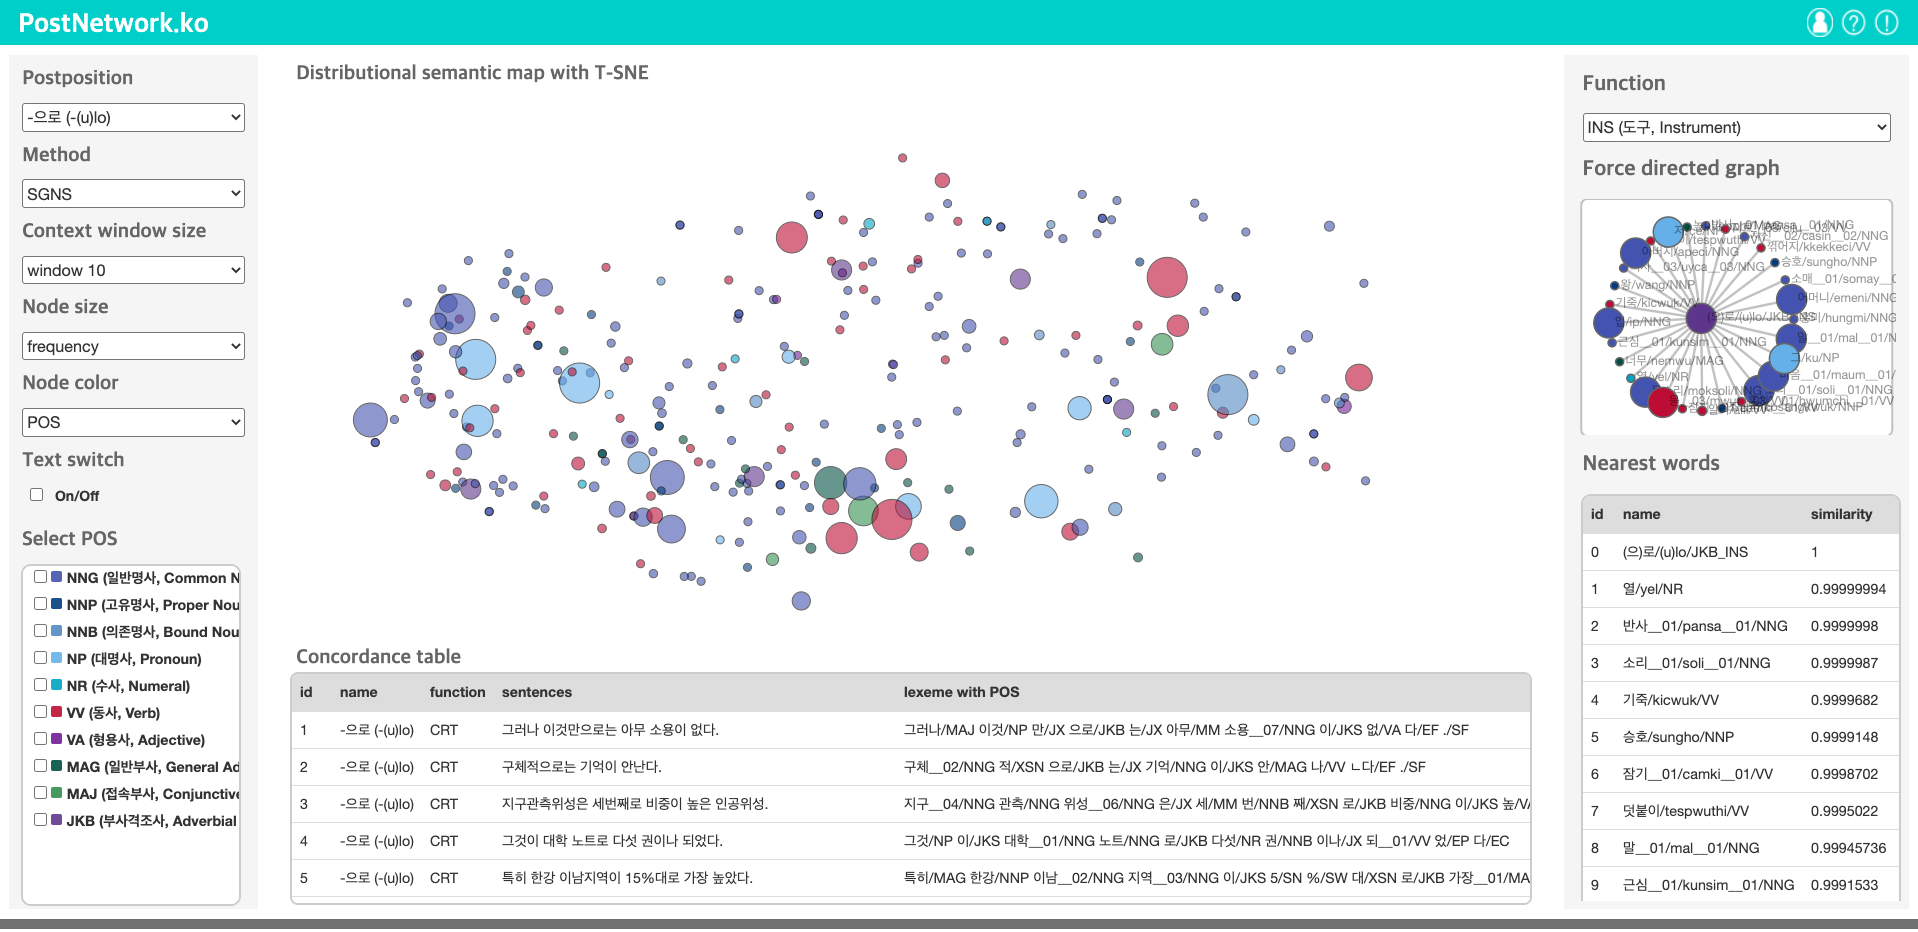 PostNetwork.ko
Postposition
-으로 (-(u)lo)
Method
SGNS
Context window size
window 10
Node size
frequency
Node color
POS
Text switch
On/Off
Select POS
NNG (일반명사, Common N
NNP (고유명사, Proper Nou
NNB (의존명사, Bound Nou
NP (대명사, Pronoun)
NR (수사, Numeral)
VV (동사, Verb)
VA (형용사, Adjective)
MAG (일반부사, General Ad
MAJ (접속부사, Conjunctive
JKB (부사격조사, Adverbial
Distributional semantic map with T-SNE
Concordance table
id name function sentences lexeme with POS
1 -으로 (-(u)lo) CRT 그러나 이것만으로는 아무 소용이 없다. 그러나/MAJ 이것/NP 만/JX 으로/JKB 는/JX 아무/MM 소용__07/NNG 이/JKS 없/VA 다/EF ./SF
2 -으로 (-(u)lo) CRT 구체적으로는 기억이 안난다. 구체__02/NNG 적/XSN 으로/JKB 는/JX 기억/NNG 이/JKS 안/MAG 나/VV ㄴ다/EF ./SF
3 -으로 (-(u)lo) CRT 지구관측위성은 세번째로 비중이 높은 인공위성. 지구__04/NNG 관측/NNG 위성__06/NNG 은/JX 세/MM 번/NNB 째/XSN 로/JKB 비중/NNG 이/JKS 높/VA
4 -으로 (-(u)lo) CRT 그것이 대학 노트로 다섯 권이나 되었다. 그것/NP 이/JKS 대학__01/NNG 노트/NNG 로/JKB 다섯/NR 권/NNB 이나/JX 되__01/VV 었/EP 다/EC
5 -으로 (-(u)lo) CRT 특히 한강 이남지역이 15%대로 가장 높았다. 특히/MAG 한강/NNP 이남__02/NNG 지역__03/NNG 이/JKS 5/SN %/SW 대/XSN 로/JKB 가장__01/MA
Function
INS (도구, Instrument)
Force directed graph
02/casin__02/NNG
꺾어지/kkekkeci/VV
/apeci/NNG
승호/sungho/NNP
__03/uyca__03/NNG
소매__01/somay__0
왕/wang/NNP
어머니/emeni/NNG
기죽/kicwuk/VV
(으)로/(u)lo/JKB_INS
/hungmi/NNG
입/ip/NNG
근심__01/kunsim__01/NNG
말__01/mal__01/N
너무/nemwu/MAG
그/ku/NP
열/yel/NR
마음__01/maum__01/
리/moksoli/NNG
/soli__01/NNG
Nearest words
id name similarity
0 (으)로/(u)lo/JKB_INS 1
1 열/yel/NR 0.99999994
2 반사__01/pansa__01/NNG 0.9999998
3 소리__01/soli__01/NNG 0.9999987
4 기죽/kicwuk/VV 0.9999682
5 승호/sungho/NNP 0.9999148
6 잠기__01/camki__01/VV 0.9998702
7 덧붙이/tespwuthi/VV 0.9995022
8 말__01/mal__01/NNG 0.99945736
9 근심__01/kunsim__01/NNG 0.9991533